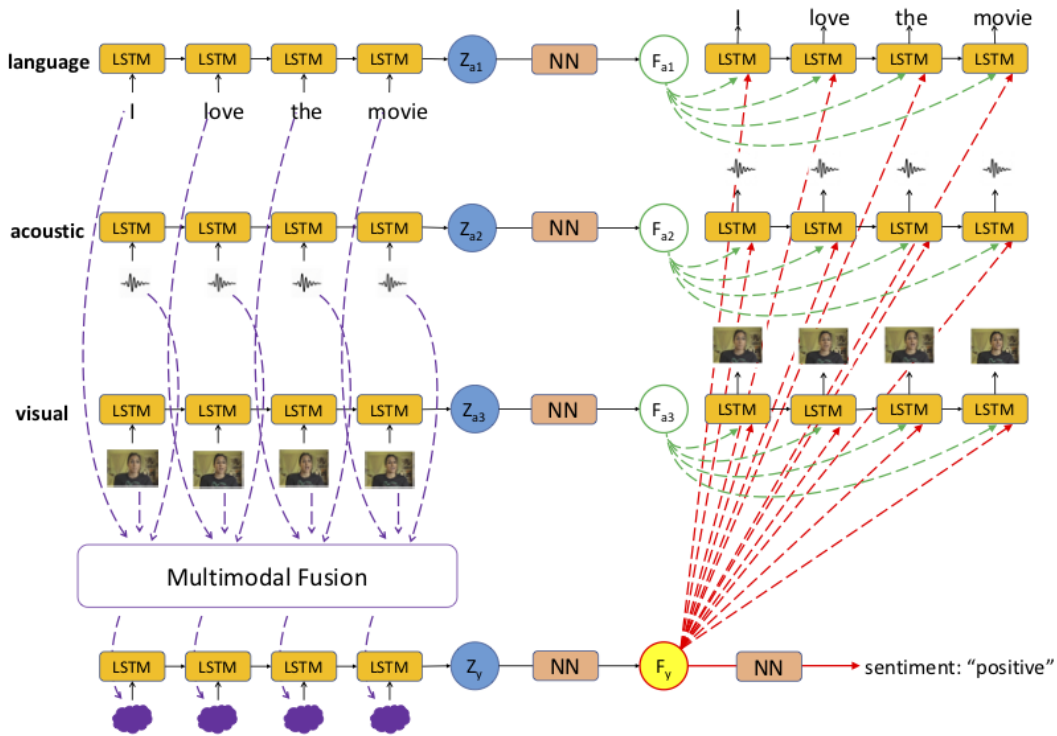 I love the movie
language LSTM LSTM LSTM LSTM Z_a1 NN F_a1 LSTM LSTM LSTM LSTM
I love the movie
acoustic LSTM LSTM LSTM LSTM Z_a2 NN F_a2 LSTM LSTM LSTM LSTM
visual LSTM LSTM LSTM LSTM Z_a3 NN F_a3 LSTM LSTM LSTM LSTM
Multimodal Fusion
LSTM LSTM LSTM LSTM Z_y NN F_y NN sentiment: “positive”